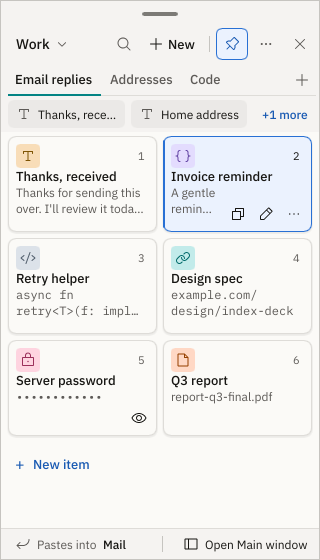 Work
New
Email replies
Addresses
Code
Thanks, rece...
Home address
+1 more
1
Thanks, received
Thanks for sending this
over. I'll review it toda...
{ }
2
Invoice reminder
A gentle
remin...
</>
3
Retry helper
async fn
retry<T>(f: impl…
4
Design spec
example.com/
design/index-deck
5
Server password
••••••••••••
6
Q3 report
report-q3-final.pdf
+ New item
Pastes into Mail
Open Main window